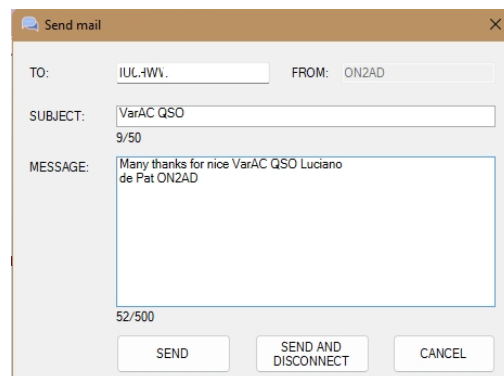 Send mail
TO: FROM: ON2AD
SUBJECT: VarAC QSO
9/50
MESSAGE: Many thanks for nice VarAC QSO Luciano
de Pat ON2AD
52/500
SEND SEND AND DISCONNECT CANCEL